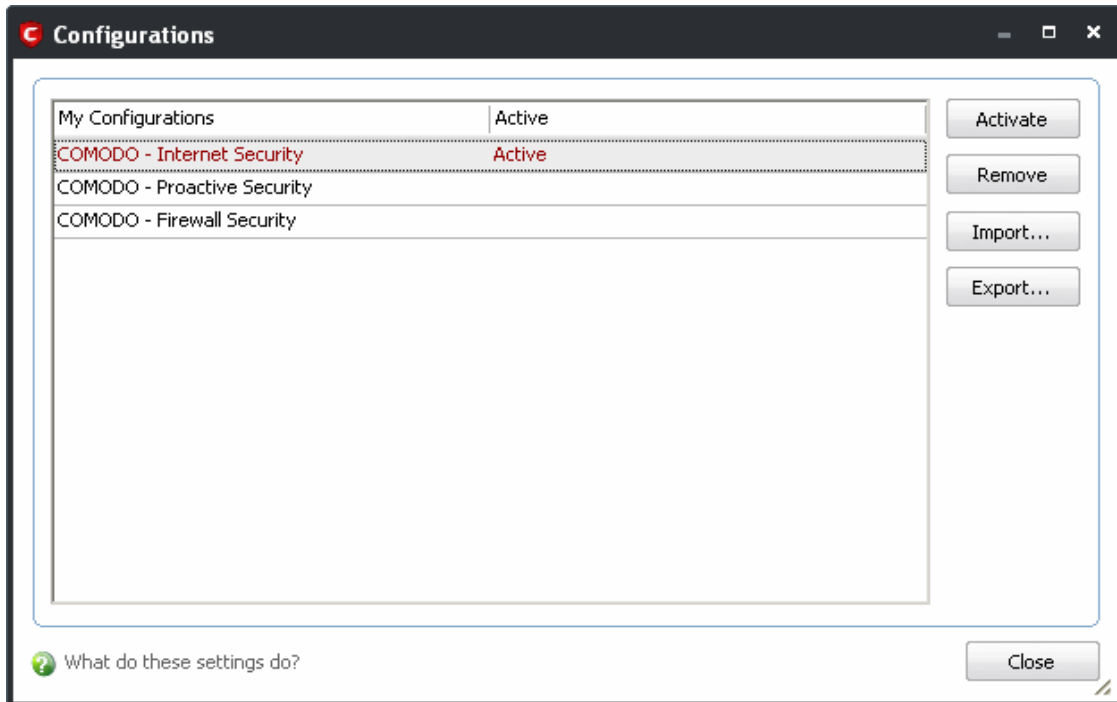 Configurations
My Configurations Active
COMODO - Internet Security Active
COMODO - Proactive Security
COMODO - Firewall Security
Activate
Remove
Import...
Export...
What do these settings do?
Close